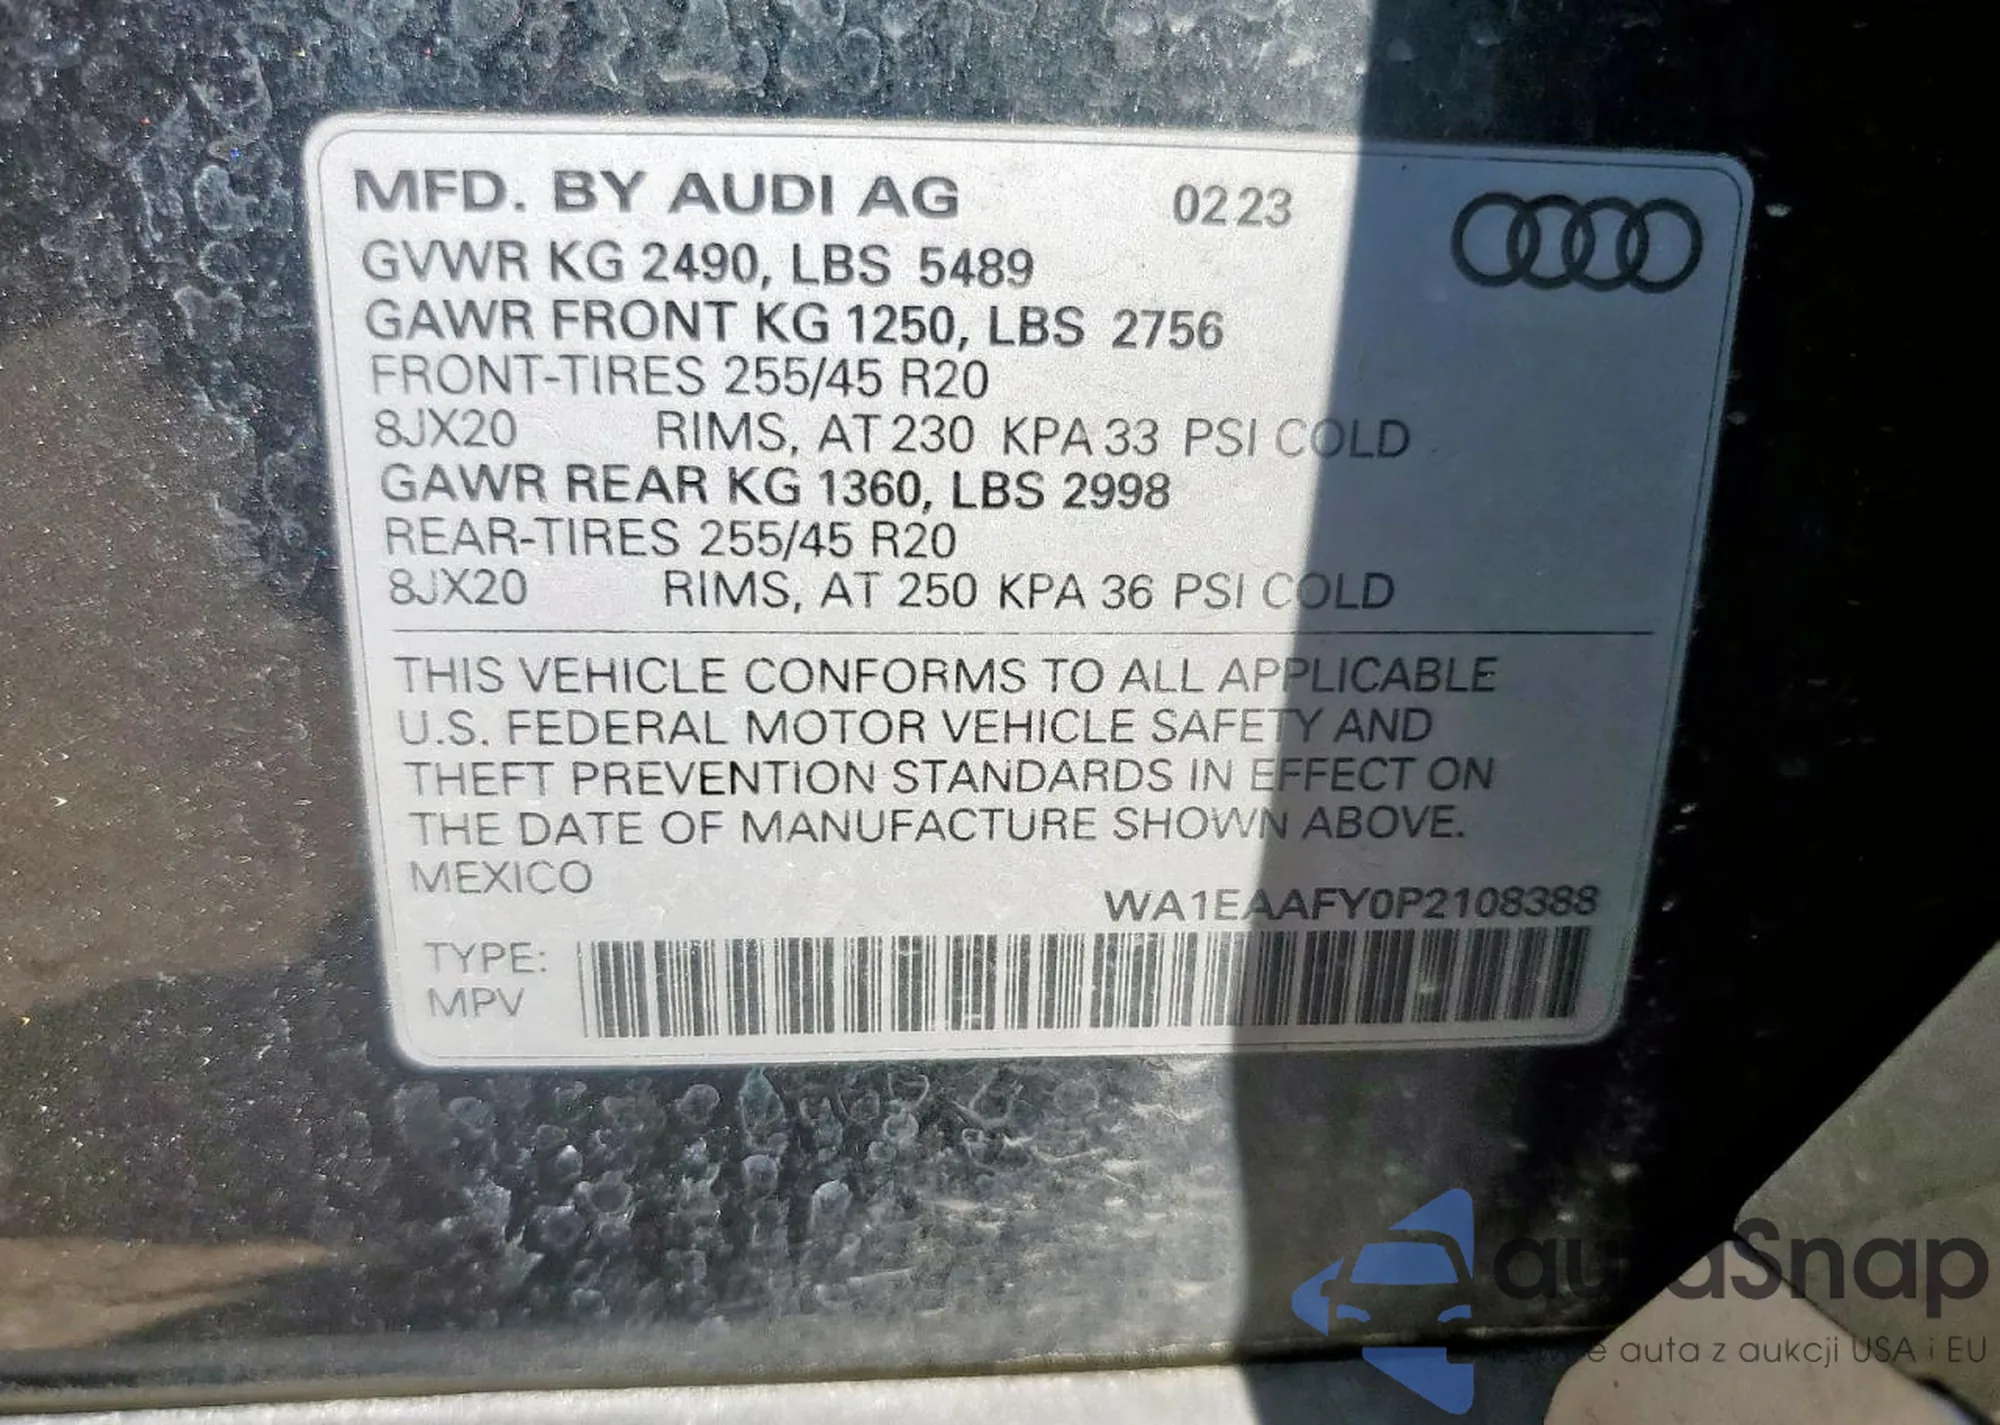 MFD. BY AUDI AG 02 23
GVWR KG 2490, LBS 5489
GAWR FRONT KG 1250, LBS 2756
FRONT-TIRES 255/45 R20
8JX20 RIMS, AT 230 KPA 33 PSI COLD
GAWR REAR KG 1360, LBS 2998
REAR-TIRES 255/45 R20
8JX20 RIMS, AT 250 KPA 36 PSI COLD
THIS VEHICLE CONFORMS TO ALL APPLICABLE
U.S. FEDERAL MOTOR VEHICLE SAFETY AND
THEFT PREVENTION STANDARDS IN EFFECT ON
THE DATE OF MANUFACTURE SHOWN ABOVE.
MEXICO
WA1EAAFY0P2108388
TYPE:
MPV
auta z aukcji USA i EU